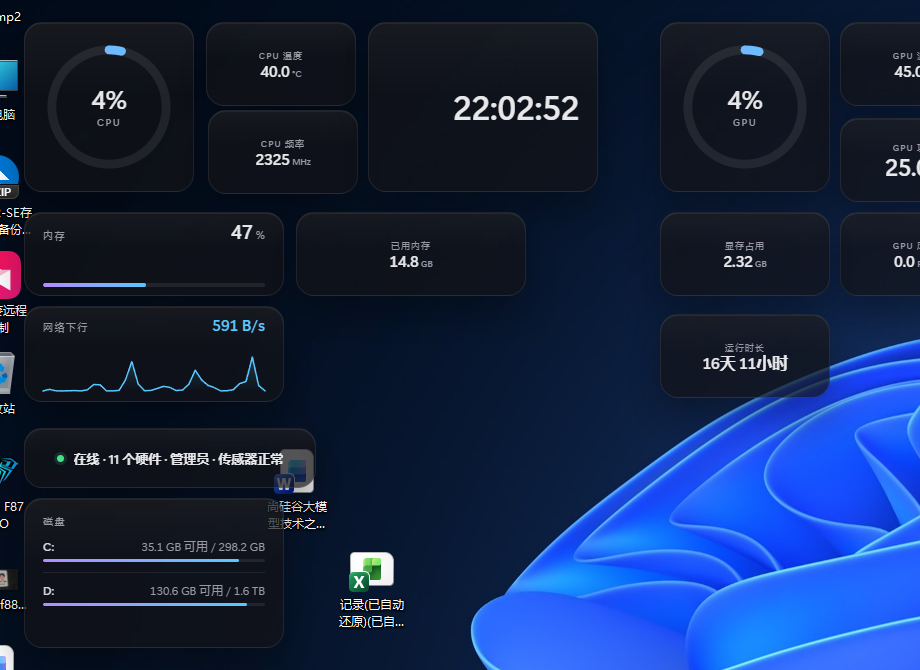 mp2
4%
CPU
CPU 温度
40.0 °C
CPU 频率
2325 MHz
22:02:52
4%
GPU
GPU
45.
GPU
25.
内存
47 %
已用内存
14.8 GB
显存占用
2.32 GB
GPU
0.0
网络下行
591 B/s
运行时长
16天 11小时
在线 · 11 个硬件 · 管理员 · 传感器正常
磁盘
C:
35.1 GB 可用 / 298.2 GB
D:
130.6 GB 可用 / 1.6 TB
电脑
ZIP
-SE存
备份...
远程
制
收站
F87
O
f88...
W
尚硅谷大模
型技术之...
X
记录(已自动
还原)(已自...